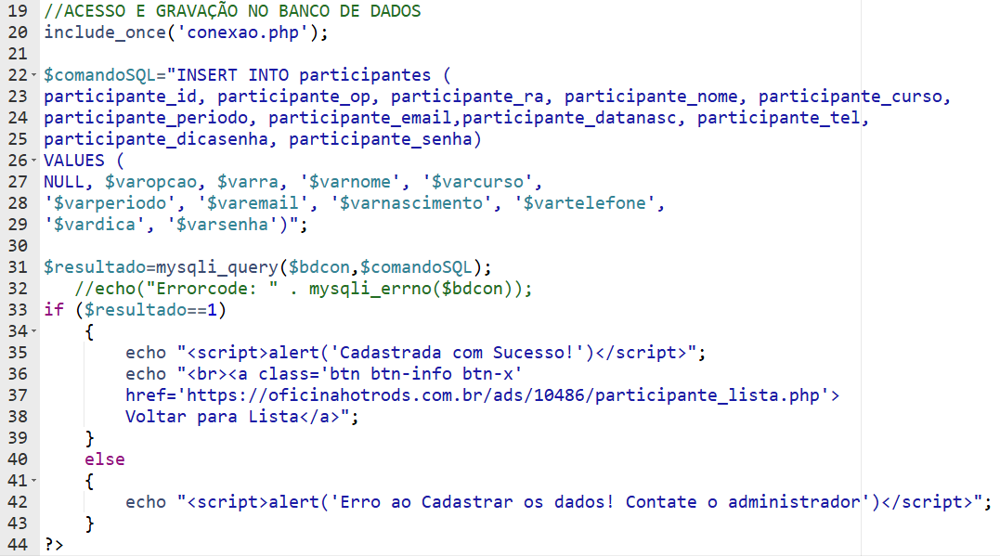 19 //ACESSO E GRAVAÇÃO NO BANCO DE DADOS
20 include_once('conexao.php');
21
22 $comandoSQL="INSERT INTO participantes (
23 participante_id, participante_op, participante_ra, participante_nome, participante_curso,
24 participante_periodo, participante_email,participante_datanasc, participante_tel,
25 participante_dicasenha, participante_senha)
26 VALUES (
27 NULL, $varopcao, $varra, '$varnome', '$varcurso',
28 '$varperiodo', '$varemail', '$varnascimento', '$vartelefone',
29 '$vardica', '$varsenha')";
30
31 $resultado=mysqli_query($bdcon,$comandoSQL);
32 //echo("Errorcode: " . mysqli_errno($bdcon));
33 if ($resultado==1)
34 {
35 echo "<script>alert('Cadastrada com Sucesso!')</script>";
36 echo "<br><a class='btn btn-info btn-x'
37 href='https://oficinahotrods.com.br/ads/10486/participante_lista.php'>
38 Voltar para Lista</a>";
39 }
40 else
41 {
42 echo "<script>alert('Erro ao Cadastrar os dados! Contate o administrador')</script>";
43 }
44 ?>